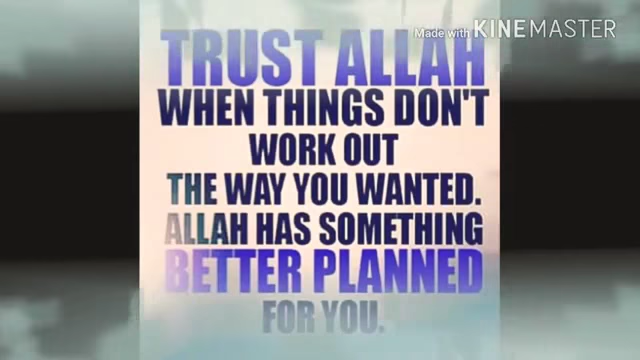 Made with KINEMASTER
TRUST ALLAH
WHEN THINGS DON'T
WORK OUT
THE WAY YOU WANTED.
ALLAH HAS SOMETHING
BETTER PLANNED
FOR YOU.